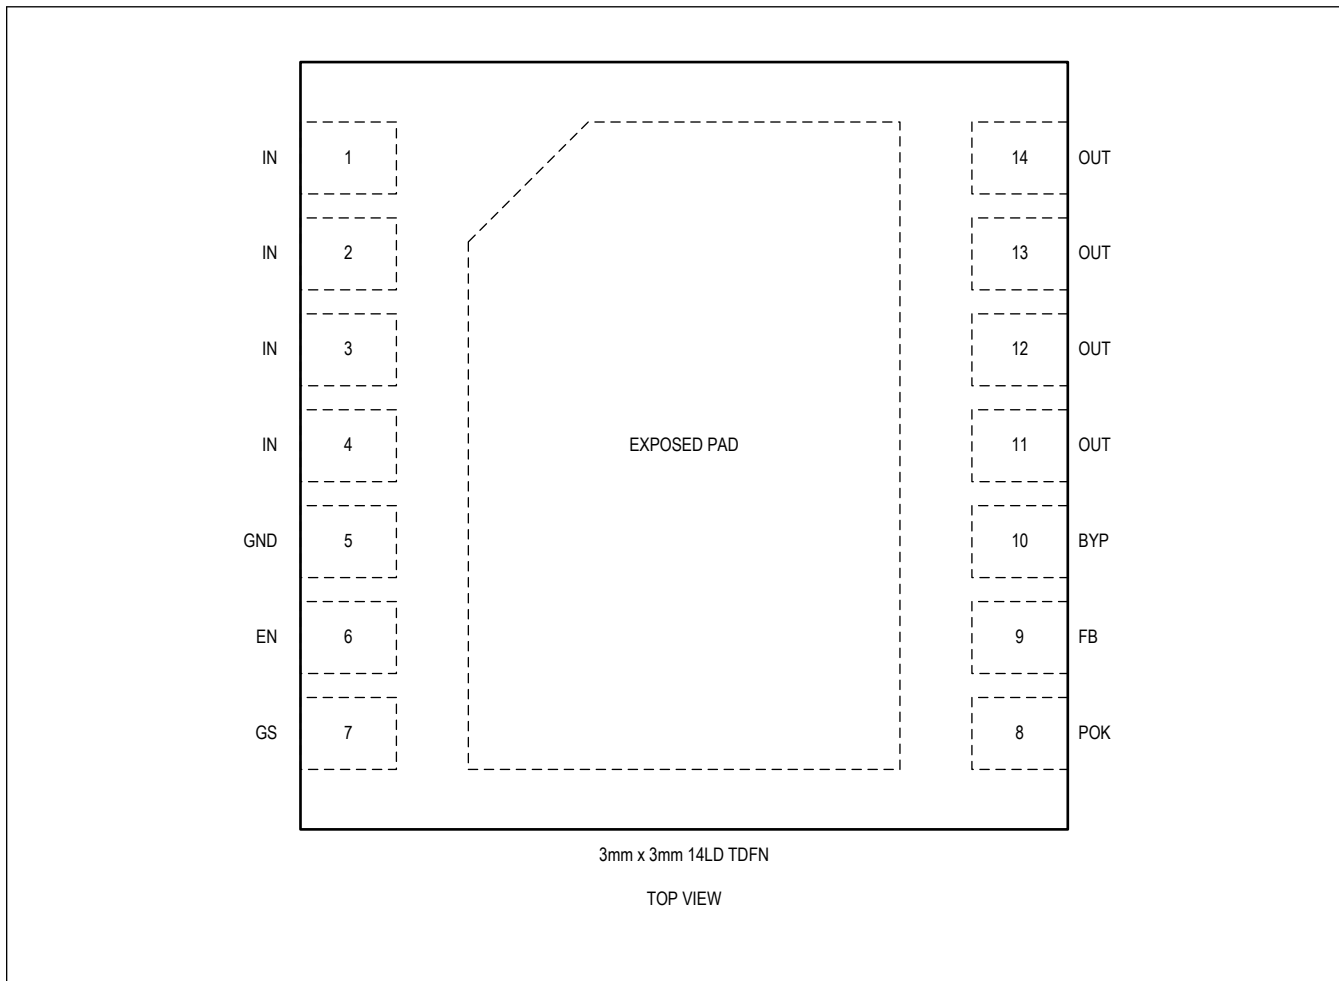 IN 1 14 OUT
IN 2 13 OUT
IN 3 12 OUT
IN 4 EXPOSED PAD 11 OUT
GND 5 10 BYP
EN 6 9 FB
GS 7 8 POK
3mm x 3mm 14LD TDFN
TOP VIEW